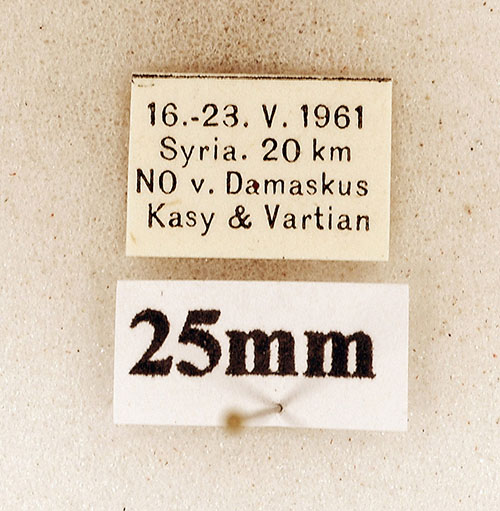 16.-23. V. 1961
Syria. 20 km
NO v. Damaskus
Kasy & Vartian
25mm